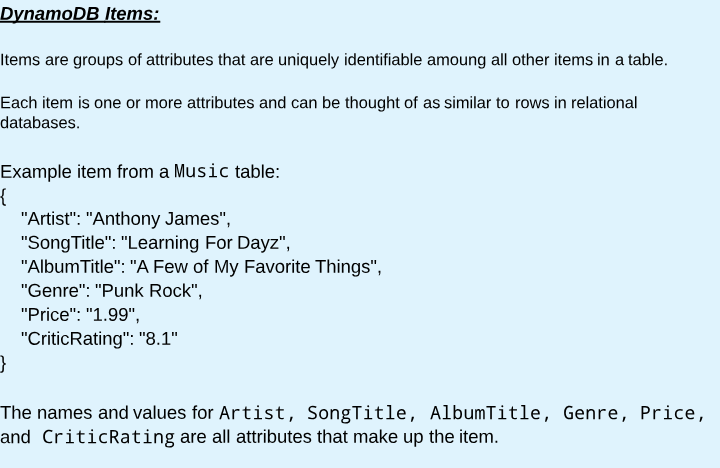 DynamoDB Items:
Items are groups of attributes that are uniquely identifiable amoung all other items in a table.
Each item is one or more attributes and can be thought of as similar to rows in relational
databases.
Example item from a Music table:
{
"Artist": "Anthony James",
"SongTitle": "Learning For Dayz",
"AlbumTitle": "A Few of My Favorite Things",
"Genre": "Punk Rock",
"Price": "1.99",
"CriticRating": "8.1"
}
The names and values for Artist, SongTitle, AlbumTitle, Genre, Price,
and CriticRating are all attributes that make up the item.